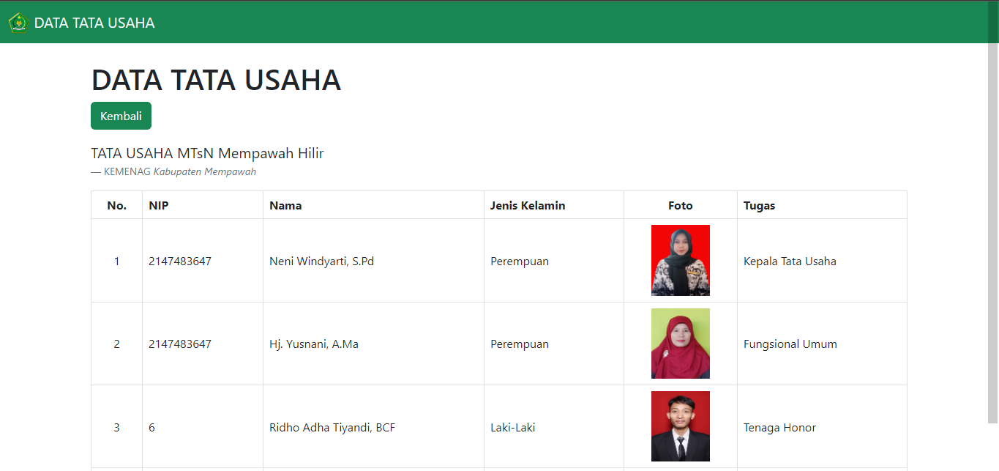 DATA TATA USAHA
DATA TATA USAHA
Kembali
TATA USAHA MTsN Mempawah Hilir
— KEMENAG Kabupaten Mempawah
No. NIP Nama Jenis Kelamin Foto Tugas
1 2147483647 Neni Windyarti, S.Pd Perempuan Kepala Tata Usaha
2 2147483647 Hj. Yusnani, A.Ma Perempuan Fungsional Umum
3 6 Ridho Adha Tiyandi, BCF Laki-Laki Tenaga Honor